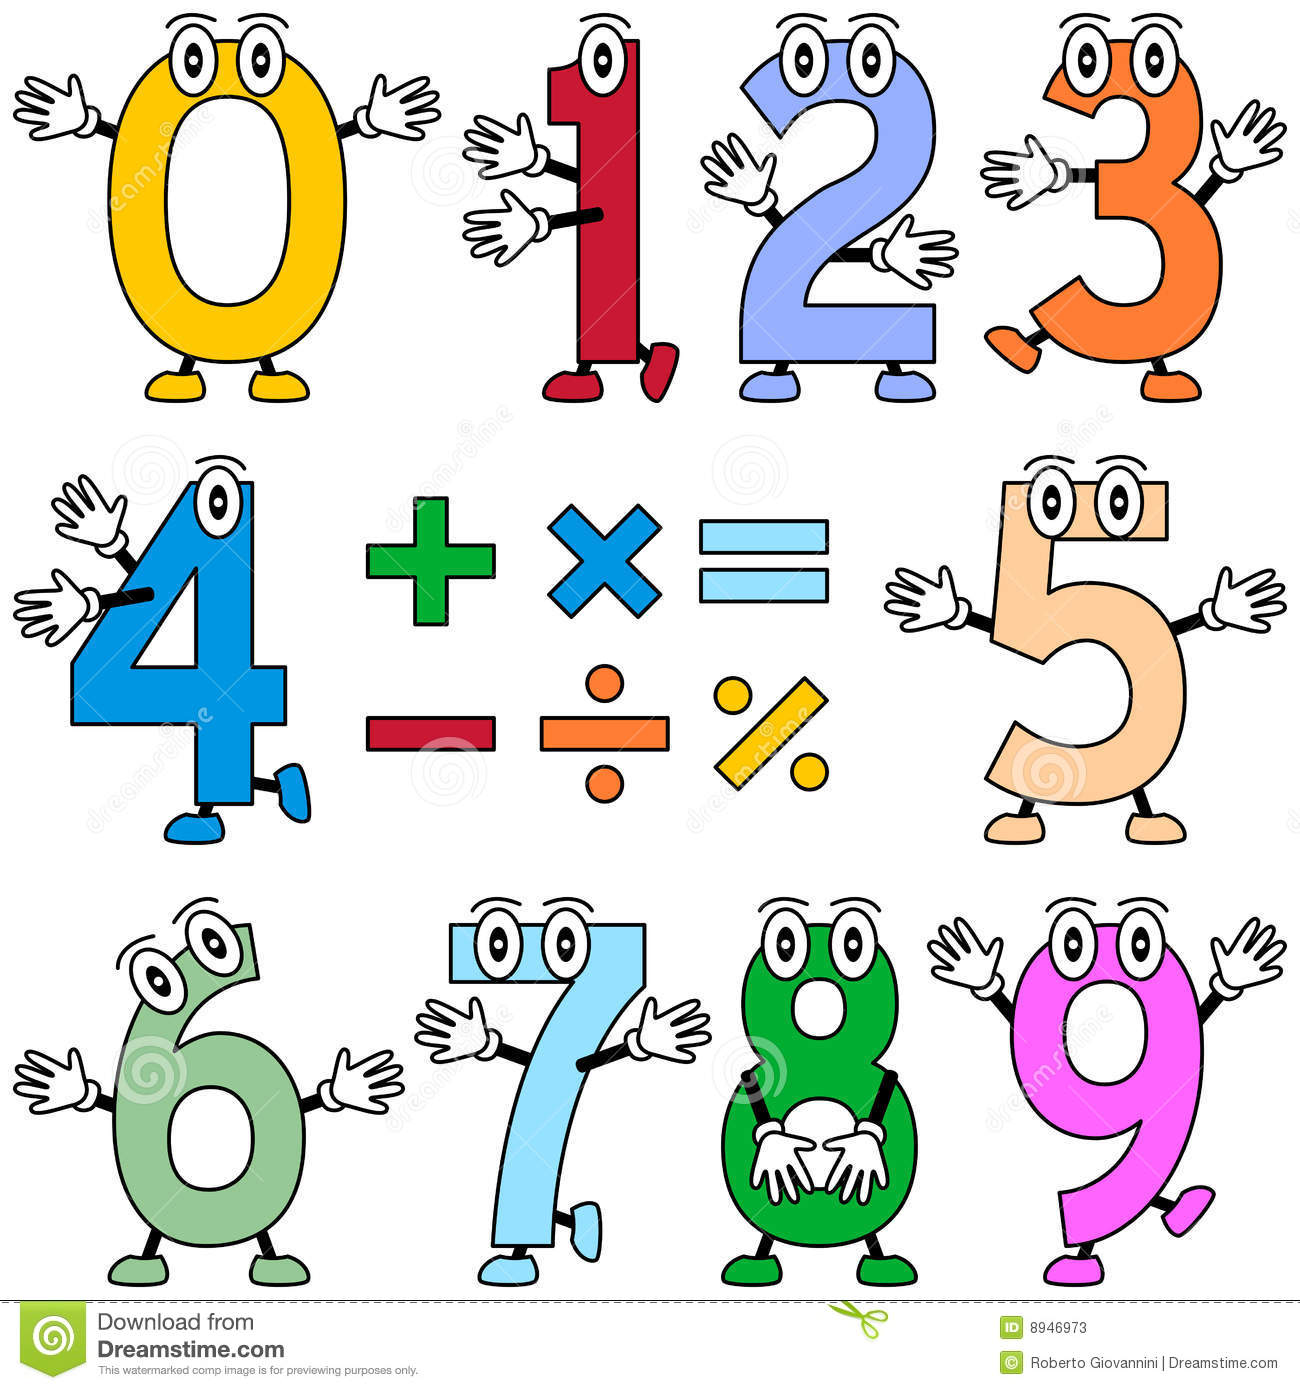 0 1 2 3
4 + × = 5
− ÷ %
6 7 8 9
Download from
Dreamstime.com
This watermarked comp image is for previewing purposes only.
ID 8946973
© Roberto Giovannini | Dreamstime.com